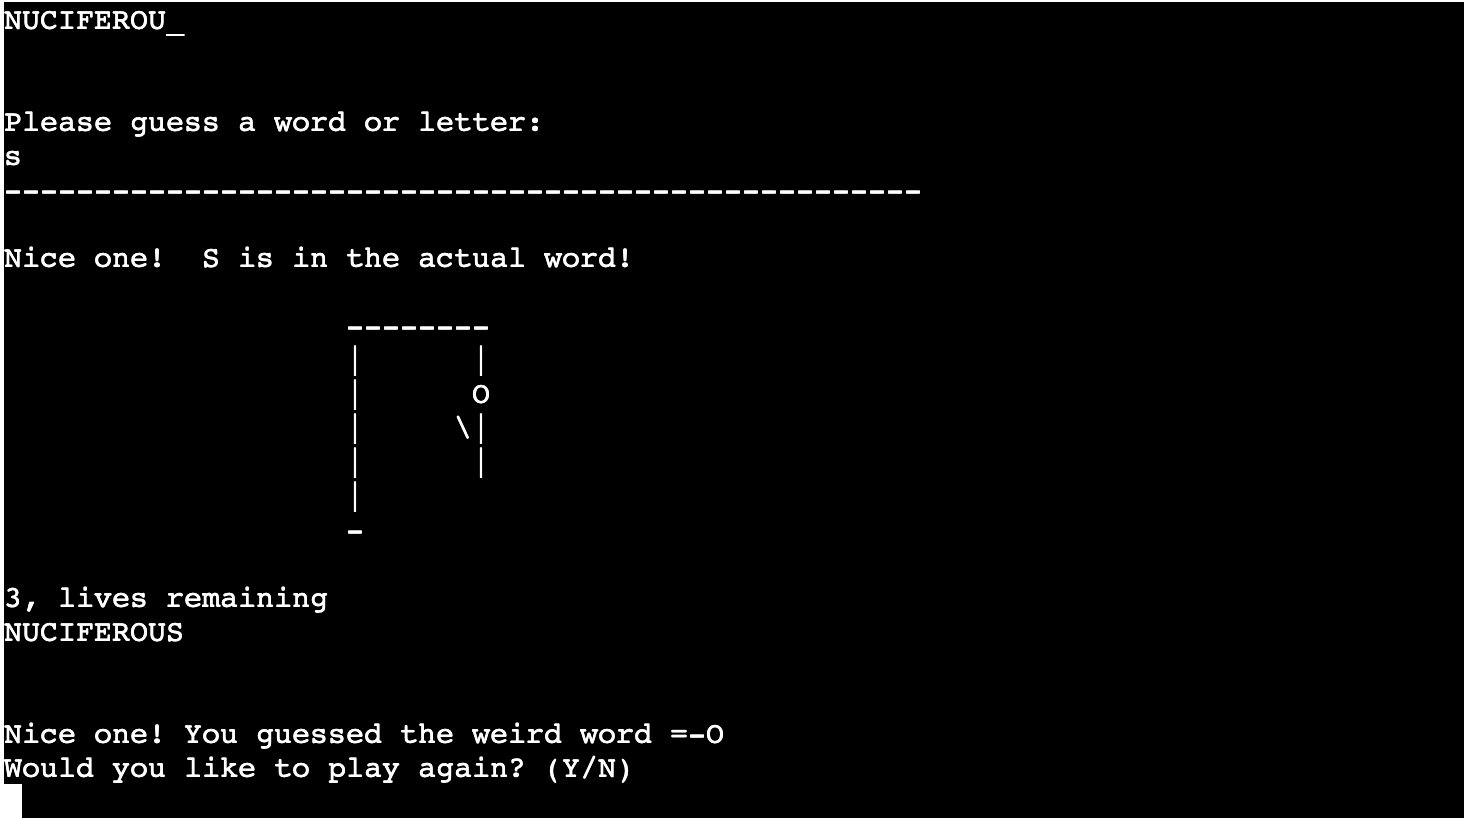 NUCIFEROU_
Please guess a word or letter:
s
---------------------------------------------------
Nice one!  S is in the actual word!
                   --------
                   |      |
                   |      O
                   |     \|
                   |      |
                   |
                   -
3, lives remaining
NUCIFEROUS
Nice one! You guessed the weird word =-O
Would you like to play again? (Y/N)